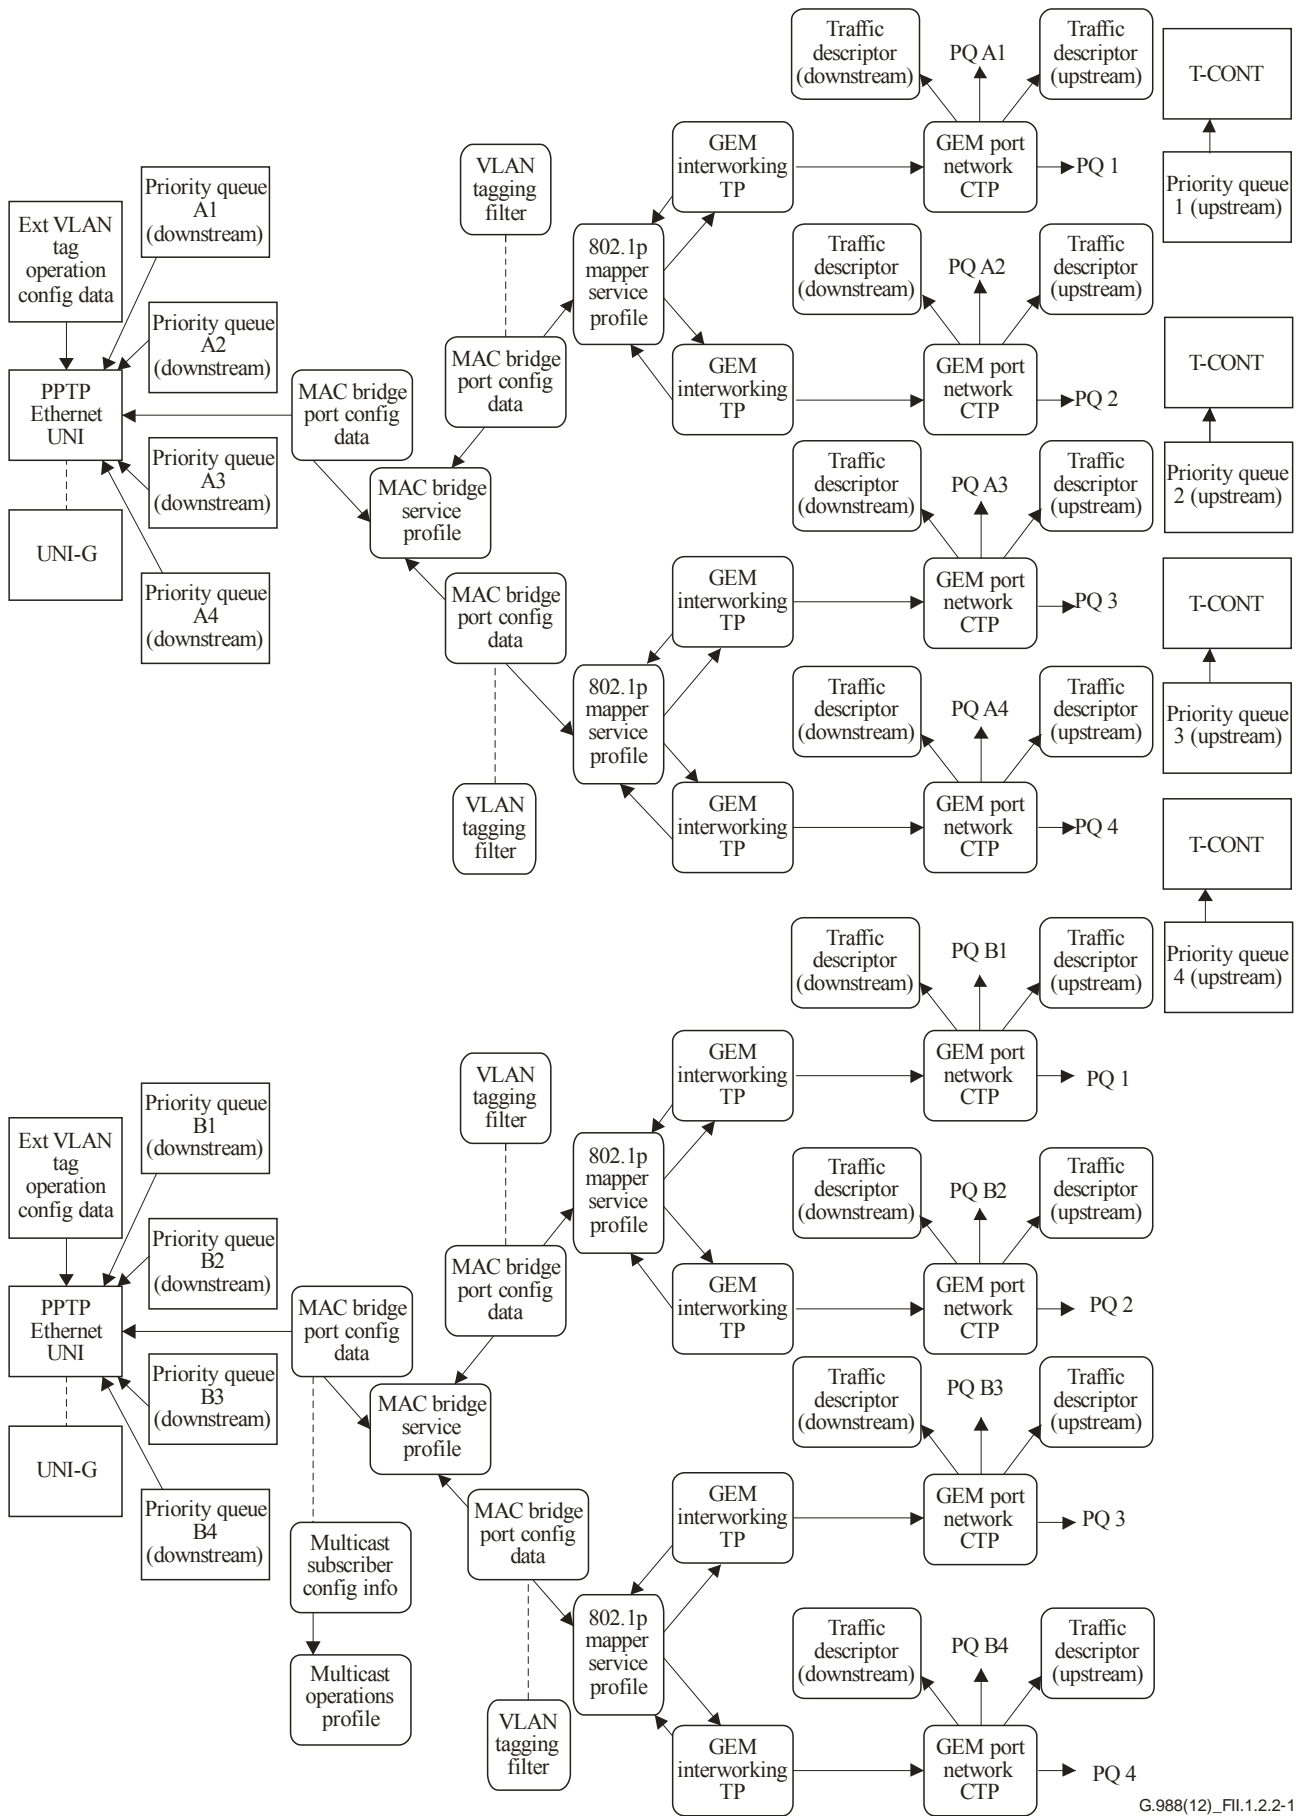 Traffic
descriptor
(downstream)
PQ A1
Traffic
descriptor
(upstream)
T-CONT
GEM
interworking
TP
GEM port
network
CTP
PQ 1
VLAN
tagging
filter
Priority queue
A1
(downstream)
Priority queue
1 (upstream)
Ext VLAN
tag
operation
config data
802.1p
mapper
service
profile
Traffic
descriptor
(downstream)
PQ A2
Traffic
descriptor
(upstream)
Priority queue
A2
(downstream)
MAC bridge
port config
data
GEM
interworking
TP
GEM port
network
CTP
PQ 2
T-CONT
PPTP
Ethernet
UNI
MAC bridge
port config
data
Priority queue
A3
(downstream)
MAC bridge
service
profile
Traffic
descriptor
(downstream)
PQ A3
Traffic
descriptor
(upstream)
Priority queue
2 (upstream)
UNI-G
Priority queue
A4
(downstream)
MAC bridge
port config
data
GEM
interworking
TP
GEM port
network
CTP
PQ 3
T-CONT
802.1p
mapper
service
profile
Traffic
descriptor
(downstream)
PQ A4
Traffic
descriptor
(upstream)
Priority queue
3 (upstream)
VLAN
tagging
filter
GEM
interworking
TP
GEM port
network
CTP
PQ 4
T-CONT
Traffic
descriptor
(downstream)
PQ B1
Traffic
descriptor
(upstream)
Priority queue
4 (upstream)
VLAN
tagging
filter
GEM
interworking
TP
GEM port
network
CTP
PQ 1
Priority queue
B1
(downstream)
Ext VLAN
tag
operation
config data
802.1p
mapper
service
profile
Traffic
descriptor
(downstream)
PQ B2
Traffic
descriptor
(upstream)
Priority queue
B2
(downstream)
MAC bridge
port config
data
GEM
interworking
TP
GEM port
network
CTP
PQ 2
PPTP
Ethernet
UNI
MAC bridge
port config
data
Priority queue
B3
(downstream)
MAC bridge
service
profile
Traffic
descriptor
(downstream)
PQ B3
Traffic
descriptor
(upstream)
UNI-G
Priority queue
B4
(downstream)
MAC bridge
port config
data
GEM
interworking
TP
GEM port
network
CTP
PQ 3
Multicast
subscriber
config info
802.1p
mapper
service
profile
Traffic
descriptor
(downstream)
PQ B4
Traffic
descriptor
(upstream)
Multicast
operations
profile
VLAN
tagging
filter
GEM
interworking
TP
GEM port
network
CTP
PQ 4
G.988(12)_FII.1.2.2-1